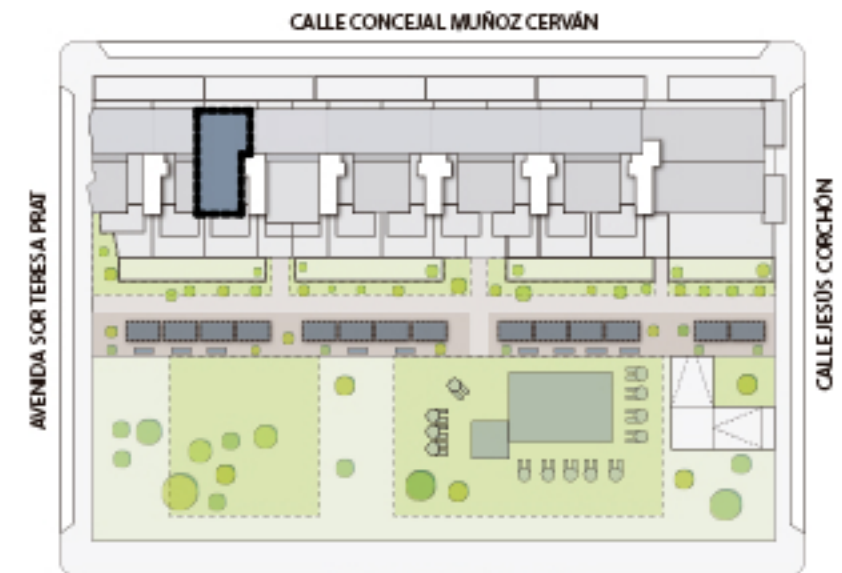 CALLE CONCEJAL MUÑOZ CERVÁN
AVENIDA SOR TERESA PRAT
CALLE JESÚS CORCHÓN